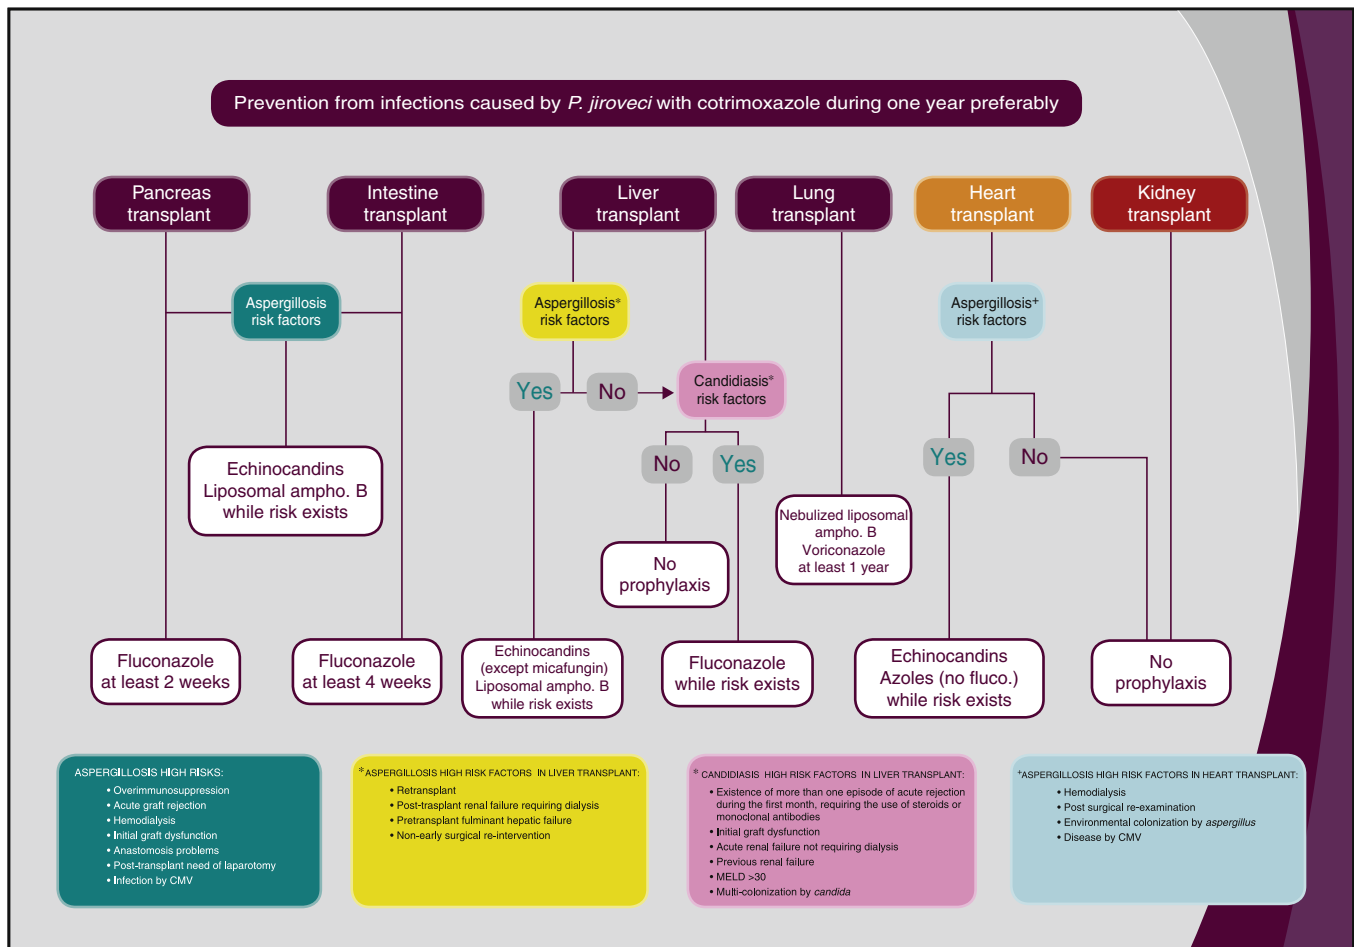 Prevention from infections caused by P. jiroveci with cotrimoxazole during one year preferably
Pancreas
transplant
Intestine
transplant
Liver
transplant
Lung
transplant
Heart
transplant
Kidney
transplant
Aspergillosis
risk factors
Aspergillosis*
risk factors
Aspergillosis+
risk factors
Yes
No
Candidiasis*
risk factors
No
Yes
Yes
No
Echinocandins
Liposomal ampho. B
while risk exists
Nebulized liposomal
ampho. B
Voriconazole
at least 1 year
No
prophylaxis
Fluconazole
at least 2 weeks
Fluconazole
at least 4 weeks
Echinocandins
(except micafungin)
Liposomal ampho. B
while risk exists
Fluconazole
while risk exists
Echinocandins
Azoles (no fluco.)
while risk exists
No
prophylaxis
ASPERGILLOSIS HIGH RISKS:
• Overimmunosuppression
• Acute graft rejection
• Hemodialysis
• Initial graft dysfunction
• Anastomosis problems
• Post-transplant need of laparotomy
• Infection by CMV
*ASPERGILLOSIS HIGH RISK FACTORS IN LIVER TRANSPLANT:
• Retransplant
• Post-trasplant renal failure requiring dialysis
• Pretransplant fulminant hepatic failure
• Non-early surgical re-intervention
* CANDIDIASIS HIGH RISK FACTORS IN LIVER TRANSPLANT:
• Existence of more than one episode of acute rejection
during the first month, requiring the use of steroids or
monoclonal antibodies
• Initial graft dysfunction
• Acute renal failure not requiring dialysis
• Previous renal failure
• MELD >30
• Multi-colonization by candida
+ASPERGILLOSIS HIGH RISK FACTORS IN HEART TRANSPLANT:
• Hemodialysis
• Post surgical re-examination
• Environmental colonization by aspergillus
• Disease by CMV